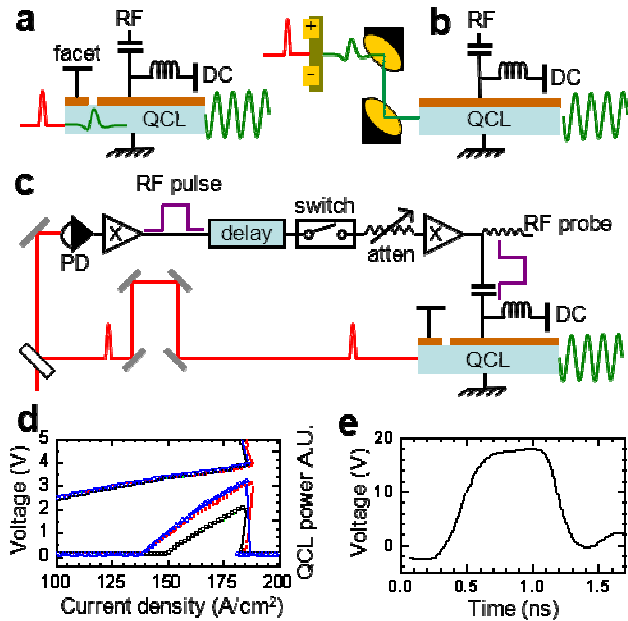 a
RF
facet
DC
QCL
+
−
b
RF
DC
QCL
c
RF pulse
PD
X
delay
switch
atten
X
RF probe
DC
QCL
d
Voltage (V)
5
4
3
2
1
0
100 125 150 175 200
Current density (A/cm²)
QCL power A.U.
e
Voltage (V)
20
10
0
0.0 0.5 1.0 1.5
Time (ns)